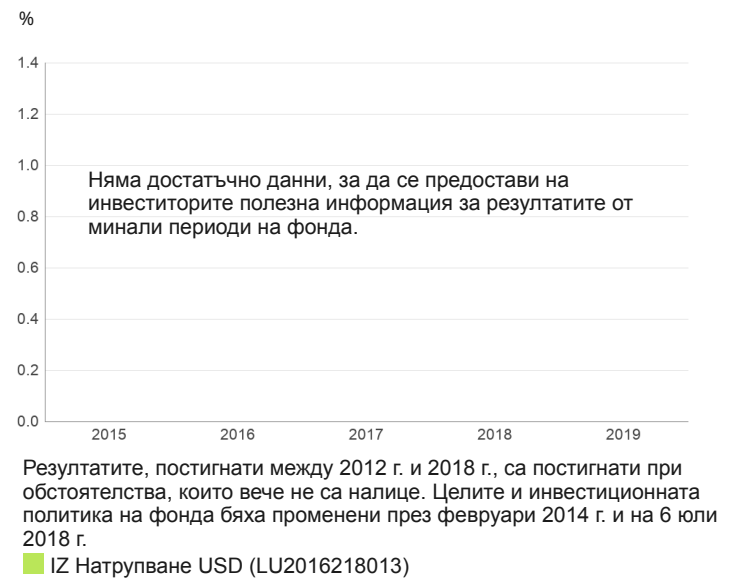 %
1.4
1.2
1.0
Няма достатъчно данни, за да се предостави на
инвеститорите полезна информация за резултатите от
0.8
минали периоди на фонда.
0.6
0.4
0.2
0.0
2015 2016 2017 2018 2019
Резултатите, постигнати между 2012 г. и 2018 г., са постигнати при
обстоятелства, които вече не са налице. Целите и инвестиционната
политика на фонда бяха променени през февруари 2014 г. и на 6 юли
2018 г.
IZ Натрупване USD (LU2016218013)